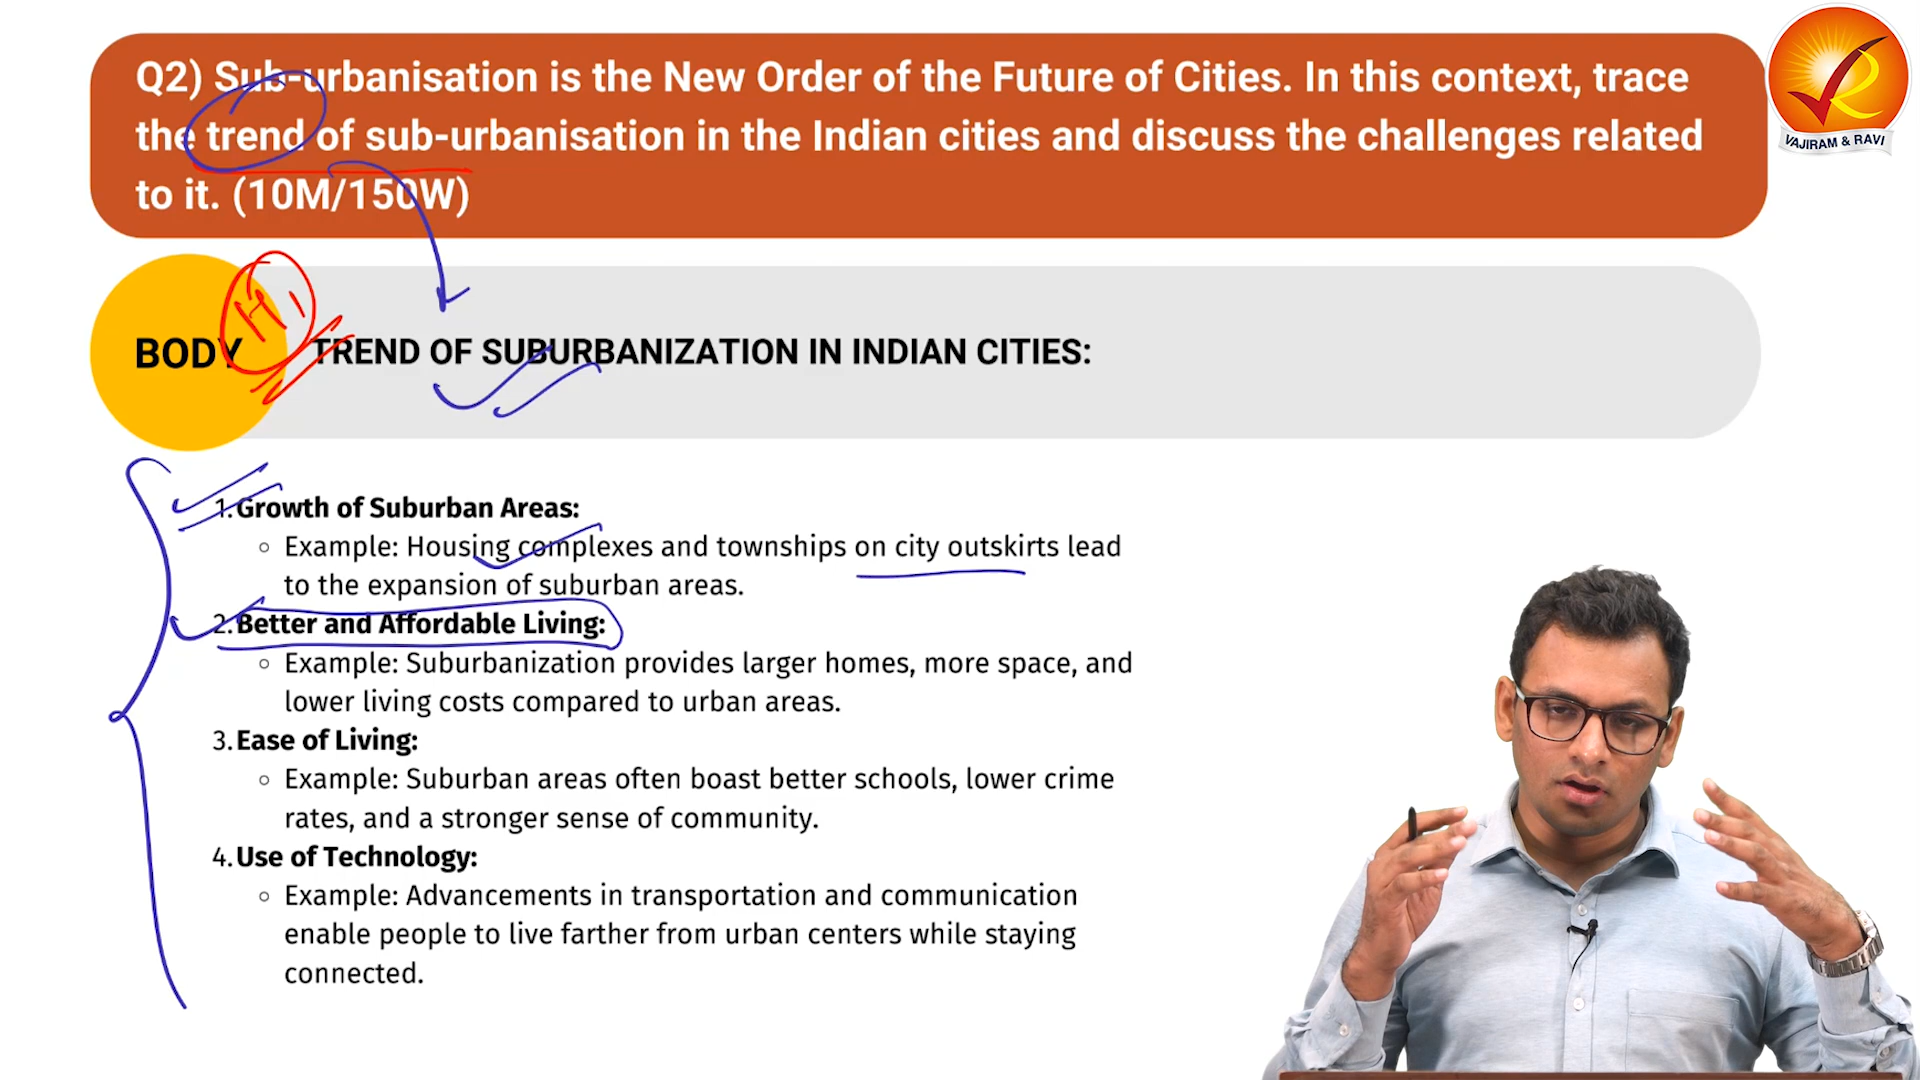 Q2) Sub-urbanisation is the New Order of the Future of Cities. In this context, trace
the trend of sub-urbanisation in the Indian cities and discuss the challenges related
to it. (10M/150W)
VAJIRAM & RAVI
BODY
H1
TREND OF SUBURBANIZATION IN INDIAN CITIES:
1. Growth of Suburban Areas:
○ Example: Housing complexes and townships on city outskirts lead
to the expansion of suburban areas.
2. Better and Affordable Living:
○ Example: Suburbanization provides larger homes, more space, and
lower living costs compared to urban areas.
3. Ease of Living:
○ Example: Suburban areas often boast better schools, lower crime
rates, and a stronger sense of community.
4. Use of Technology:
○ Example: Advancements in transportation and communication
enable people to live farther from urban centers while staying
connected.